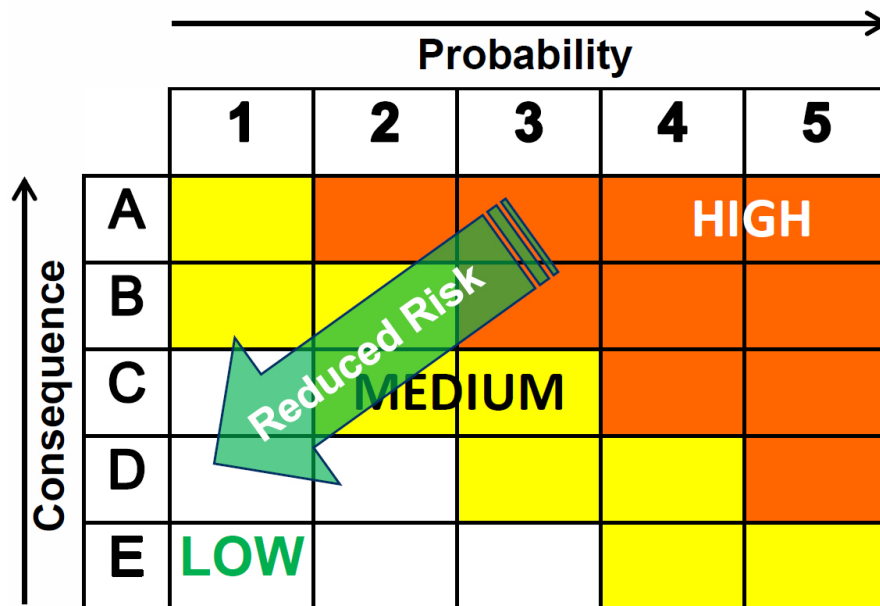 Probability
1 2 3 4 5
Consequence
A
HIGH
B
Reduced Risk
C
MEDIUM
D
E
LOW